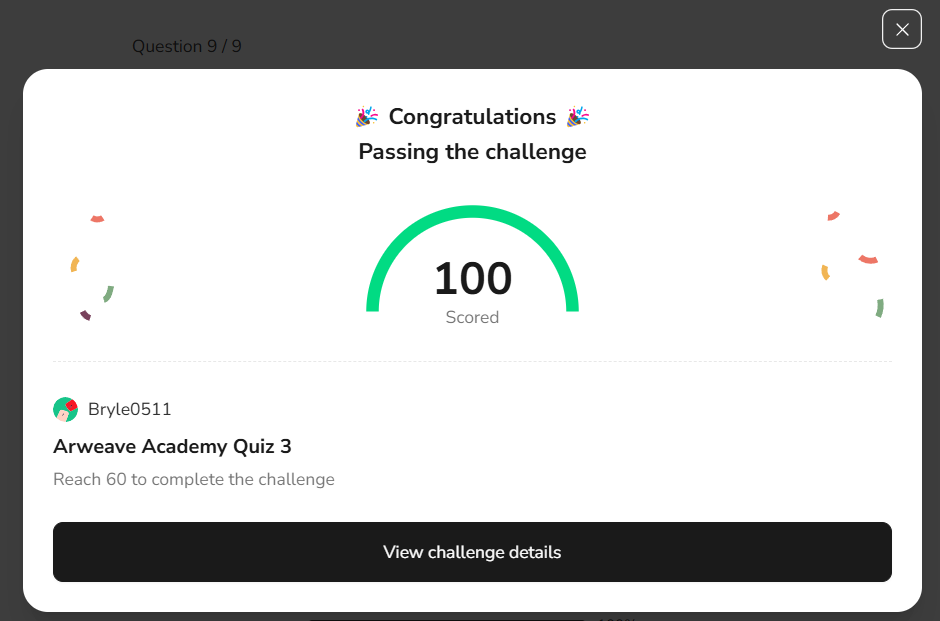 Question 9 / 9
Congratulations
Passing the challenge
100
Scored
Bryle0511
Arweave Academy Quiz 3
Reach 60 to complete the challenge
View challenge details